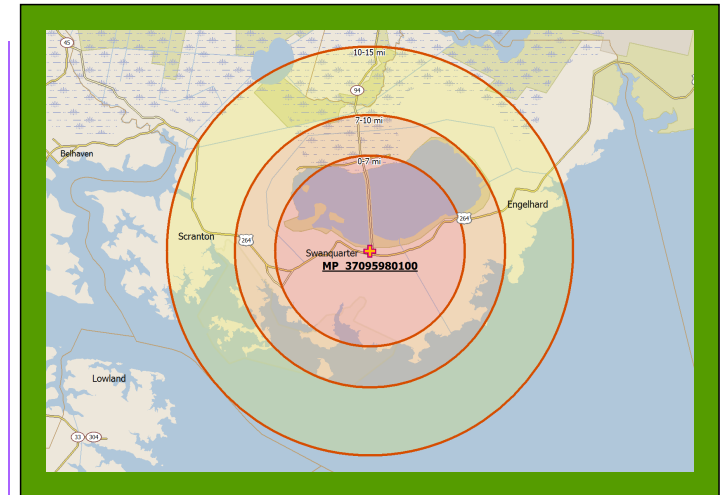 10-15 mi
45
94
7-10 mi
Belhaven
0-7 mi
Engelhard
264
Scranton
264
Swanquarter
MP_37095980100
Lowland
33
304